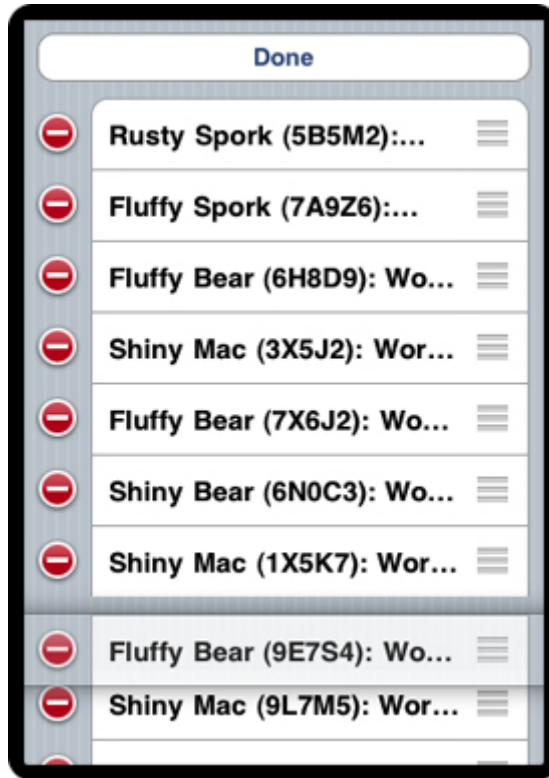 Done
Rusty Spork (5B5M2):...
Fluffy Spork (7A9Z6):...
Fluffy Bear (6H8D9): Wo...
Shiny Mac (3X5J2): Wor...
Fluffy Bear (7X6J2): Wo...
Shiny Bear (6N0C3): Wo...
Shiny Mac (1X5K7): Wor...
Fluffy Bear (9E7S4): Wo...
Shiny Mac (9L7M5): Wor...